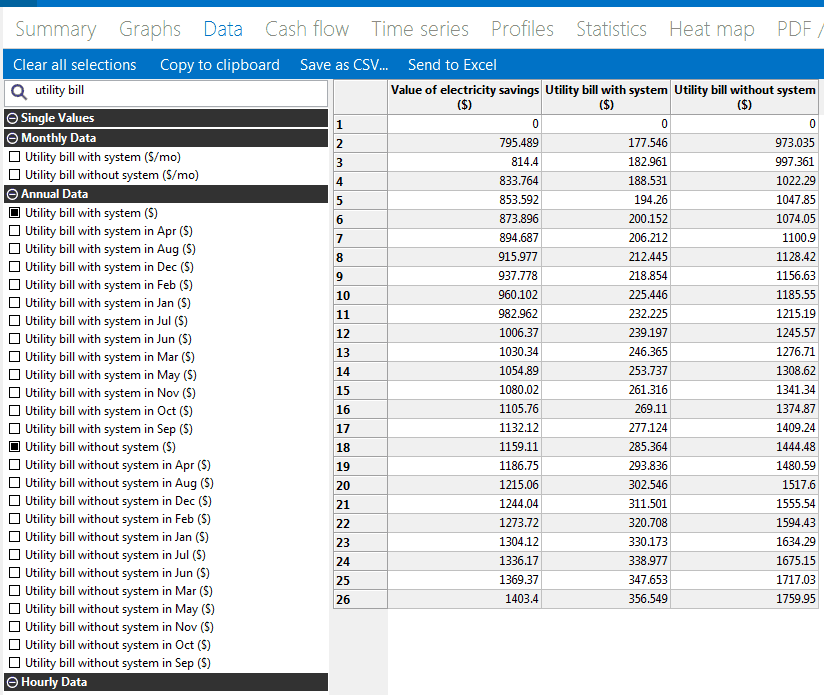 Summary Graphs Data Cash flow Time series Profiles Statistics Heat map PDF /
Clear all selections Copy to clipboard Save as CSV... Send to Excel
utility bill
Single Values
Monthly Data
Utility bill with system ($/mo)
Utility bill without system ($/mo)
Annual Data
Utility bill with system ($)
Utility bill with system in Apr ($)
Utility bill with system in Aug ($)
Utility bill with system in Dec ($)
Utility bill with system in Feb ($)
Utility bill with system in Jan ($)
Utility bill with system in Jul ($)
Utility bill with system in Jun ($)
Utility bill with system in Mar ($)
Utility bill with system in May ($)
Utility bill with system in Nov ($)
Utility bill with system in Oct ($)
Utility bill with system in Sep ($)
Utility bill without system ($)
Utility bill without system in Apr ($)
Utility bill without system in Aug ($)
Utility bill without system in Dec ($)
Utility bill without system in Feb ($)
Utility bill without system in Jan ($)
Utility bill without system in Jul ($)
Utility bill without system in Jun ($)
Utility bill without system in Mar ($)
Utility bill without system in May ($)
Utility bill without system in Nov ($)
Utility bill without system in Oct ($)
Utility bill without system in Sep ($)
Hourly Data
Value of electricity savings Utility bill with system Utility bill without system
($) ($) ($)
1 0 0 0
2 795.489 177.546 973.035
3 814.4 182.961 997.361
4 833.764 188.531 1022.29
5 853.592 194.26 1047.85
6 873.896 200.152 1074.05
7 894.687 206.212 1100.9
8 915.977 212.445 1128.42
9 937.778 218.854 1156.63
10 960.102 225.446 1185.55
11 982.962 232.225 1215.19
12 1006.37 239.197 1245.57
13 1030.34 246.365 1276.71
14 1054.89 253.737 1308.62
15 1080.02 261.316 1341.34
16 1105.76 269.11 1374.87
17 1132.12 277.124 1409.24
18 1159.11 285.364 1444.48
19 1186.75 293.836 1480.59
20 1215.06 302.546 1517.6
21 1244.04 311.501 1555.54
22 1273.72 320.708 1594.43
23 1304.12 330.173 1634.29
24 1336.17 338.977 1675.15
25 1369.37 347.653 1717.03
26 1403.4 356.549 1759.95